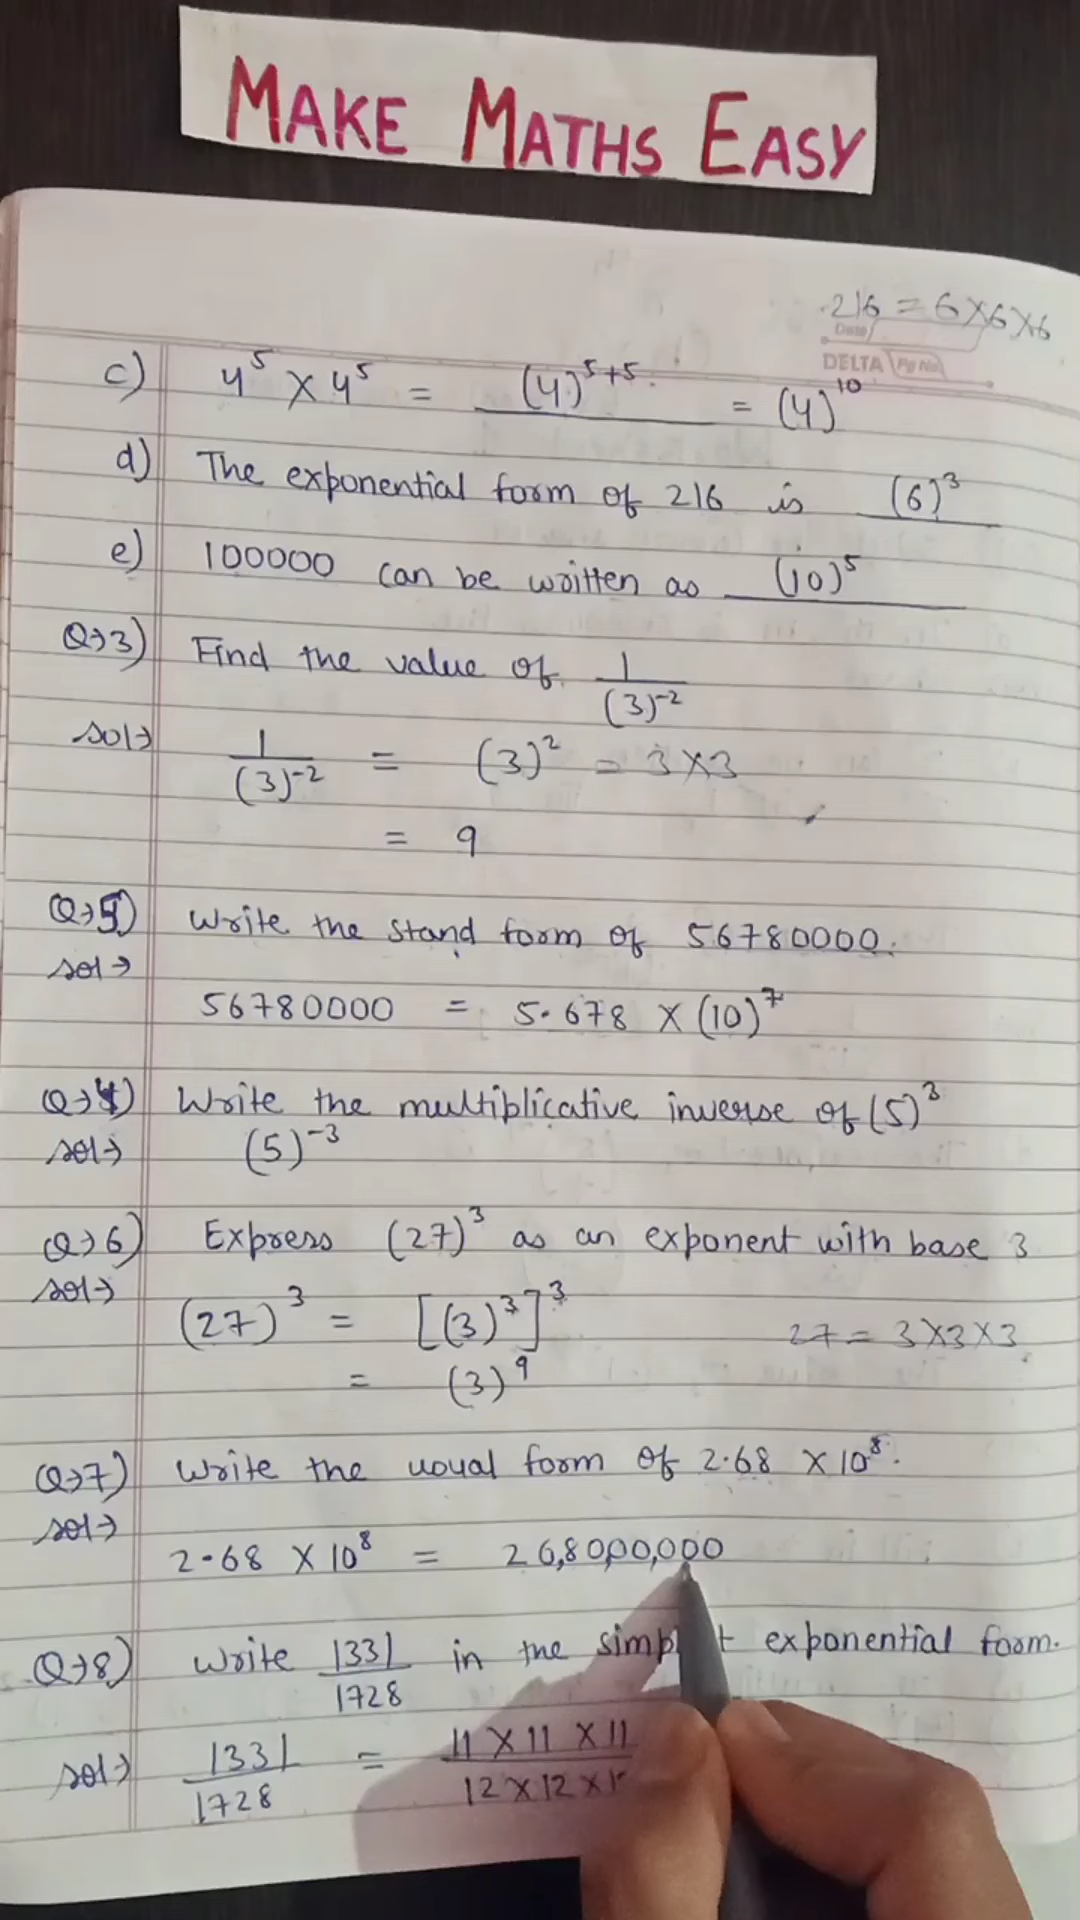 MAKE MATHS EASY
216 = 6×6×6
Date
DELTA Pg No
c) 4⁵ × 4⁵ = (4)⁵⁺⁵ = (4)¹⁰
d) The exponential form of 216 is (6)³
e) 100000 can be written as (10)⁵
Q→3) Find the value of 1/(3)⁻²
sol→ 1/(3)⁻² = (3)² = 3×3
= 9
Q→5) Write the stand form of 56780000.
sol→
56780000 = 5.678 × (10)⁷
Q→4) Write the multiplicative inverse of (5)³
sol→ (5)⁻³
Q→6) Express (27)³ as an exponent with base 3
sol→
(27)³ = [(3)³]³ 27 = 3×3×3
= (3)⁹
Q→7) Write the usual form of 2.68 × 10⁸.
sol→
2.68 × 10⁸ = 26,80,00,000
Q→8) Write 1331/1728 in the exponential form.
sol→ 1331/1728 = 11 × 11 × 11 / 12 × 12 ×